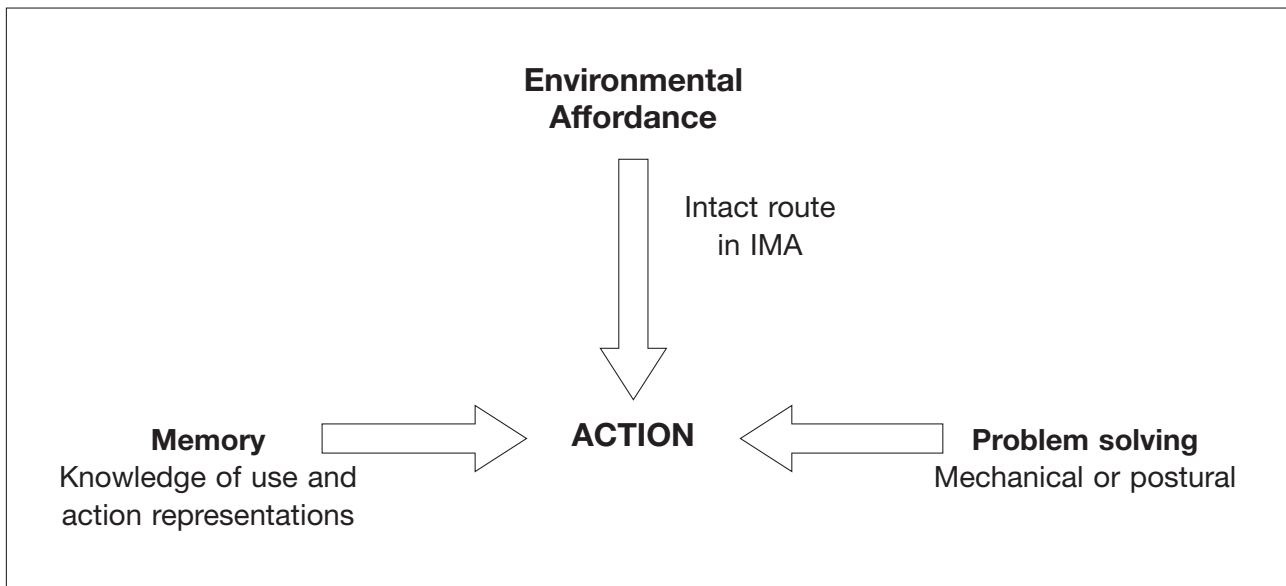 Environmental
Affordance
Intact route
in IMA
Memory
Knowledge of use and
action representations
ACTION
Problem solving
Mechanical or postural